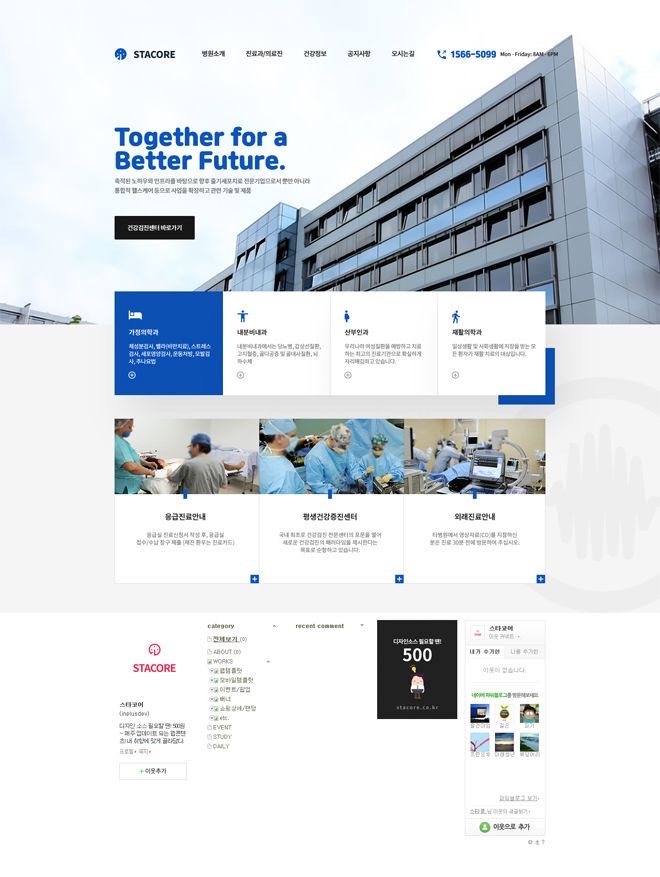 STACORE
병원소개 진료과/의료진 건강정보 공지사항 오시는길
1566-5099 Mon - Friday: 8AM - 6PM
Together for a
Better Future.
축적된 노하우와 인프라를 바탕으로 향후 줄기세포치료 전문기업으로서 뿐만 아니라
통합적 헬스케어 등으로 사업을 확장하고 관련 기술 및 제품
건강검진센터 바로가기
가정의학과
체성분검사, 벨라(비만치료), 스트레스
검사, 세포영양검사, 운동처방, 모발검
사, 주나요법
내분비내과
내분비내과에서는 당뇨병, 갑상선질환,
고지혈증, 골다공증 및 골대사질환, 뇌
하수체
산부인과
우리나라 여성질환을 예방하고 치료
하는 최고의 진료기관으로 확실하게
자리매김하고 있습니다.
재활의학과
일상생활 및 사회생활에 지장을 받는 모
든 환자가 재활 치료의 대상입니다.
응급진료안내
응급실 진료신청서 작성 후, 응급실
접수/수납 창구 제출 (재진 환우는 진료카드)
평생건강증진센터
국내 최초로 건강검진 전문센터의 포문을 열어
새로운 건강검진의 패러다임을 제시한다는
목표로 순항하고 있습니다.
외래진료안내
타병원에서 영상자료(CD)를 지참하신
분은 진료 30분 전에 방문하여 주십시오.
STACORE
스타코어
(inplusdev)
디자인 소스 필요할 땐! 500원
~ 매주 업데이트 되는 웹콘텐
츠! 내 취향에 맞게 골라담다.
프로필 쪽지
+이웃추가
category
전체보기 (0)
ABOUT (0)
WORKS
웹템플릿
모바일템플릿
이벤트/팝업
배너
쇼핑상세/랜딩
etc.
EVENT
STUDY
DAILY
recent comment
디자인소스 필요할 땐!
500
stacore.co.kr
스타코어
이웃 커넥트
내가 추가한 나를 추가한
이웃이 없습니다.
네이버 파워블로그를 방문해보세요
파워블로그 보기
스타코어님 이웃의 새글보기
이웃으로 추가